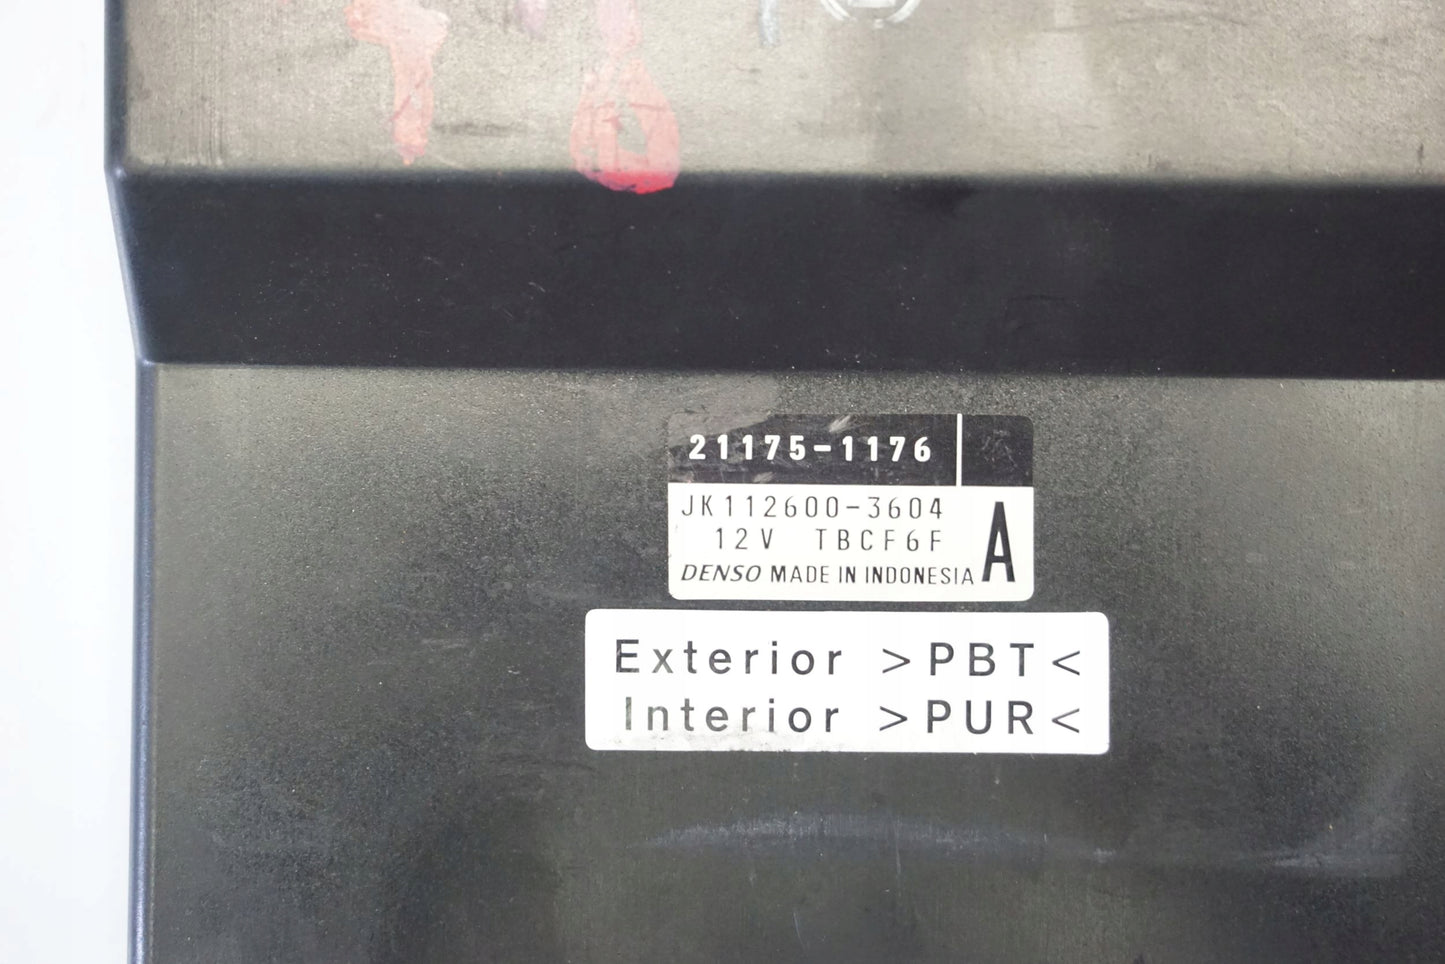 21175-1176
JK112600-3604
12V TBCF6F
A
DENSO MADE IN INDONESIA
Exterior >PBT<
Interior >PUR<